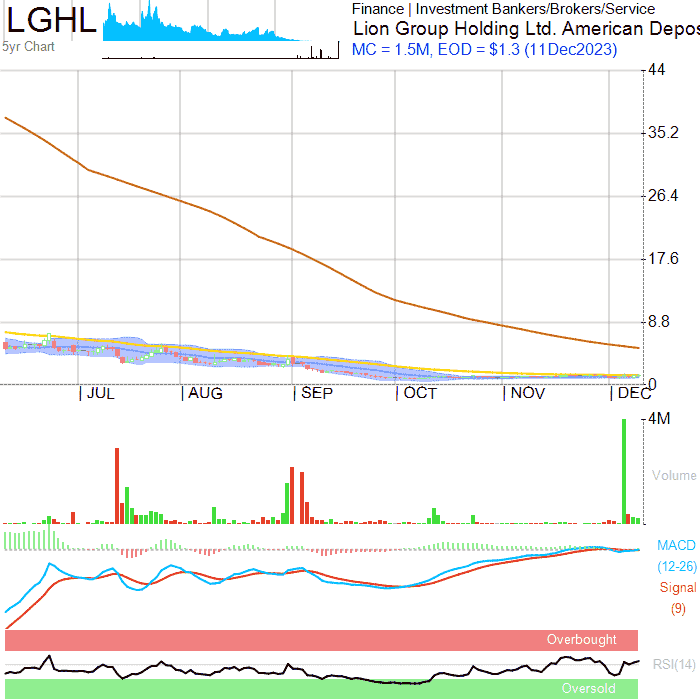 LGHL
5yr Chart
Finance | Investment Bankers/Brokers/Service
Lion Group Holding Ltd. American Depos
MC = 1.5M, EOD = $1.3 (11Dec2023)
44
35.2
26.4
17.6
8.8
0
JUL
AUG
SEP
OCT
NOV
DEC
4M
Volume
MACD
(12-26)
Signal
(9)
Overbought
RSI(14)
Oversold